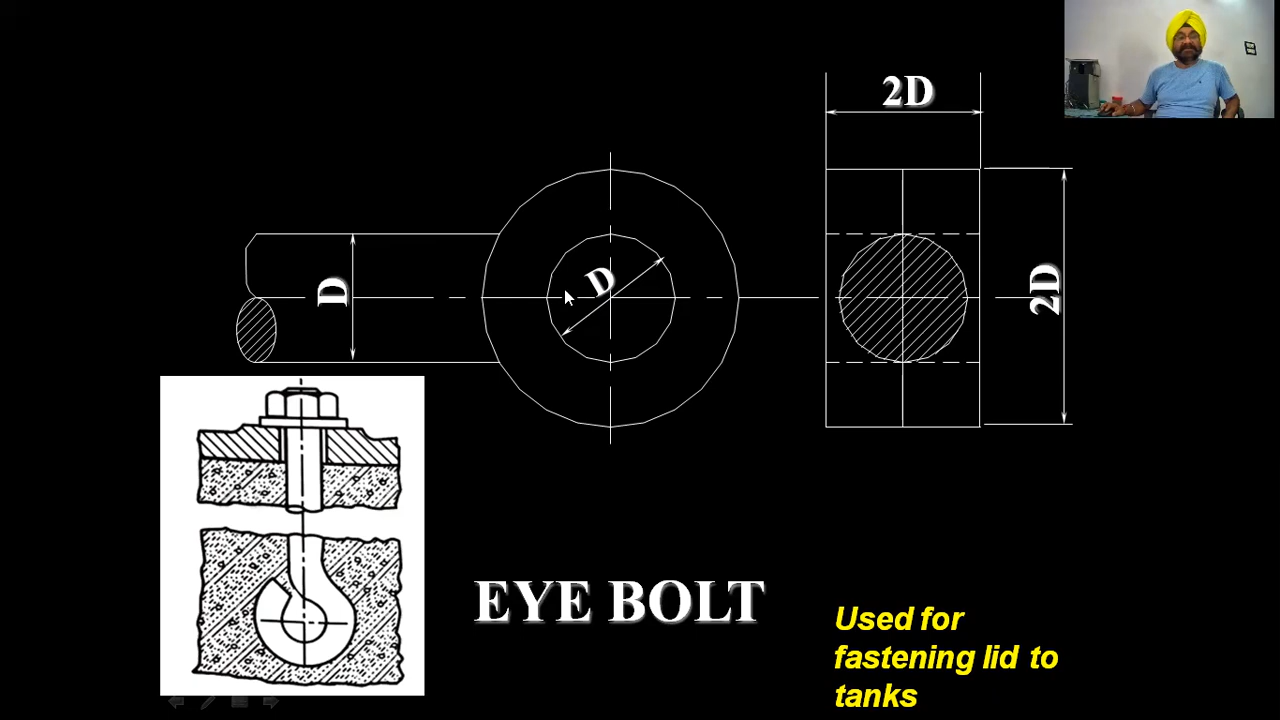 2D
D
D
2D
EYE BOLT
Used for
fastening lid to
tanks